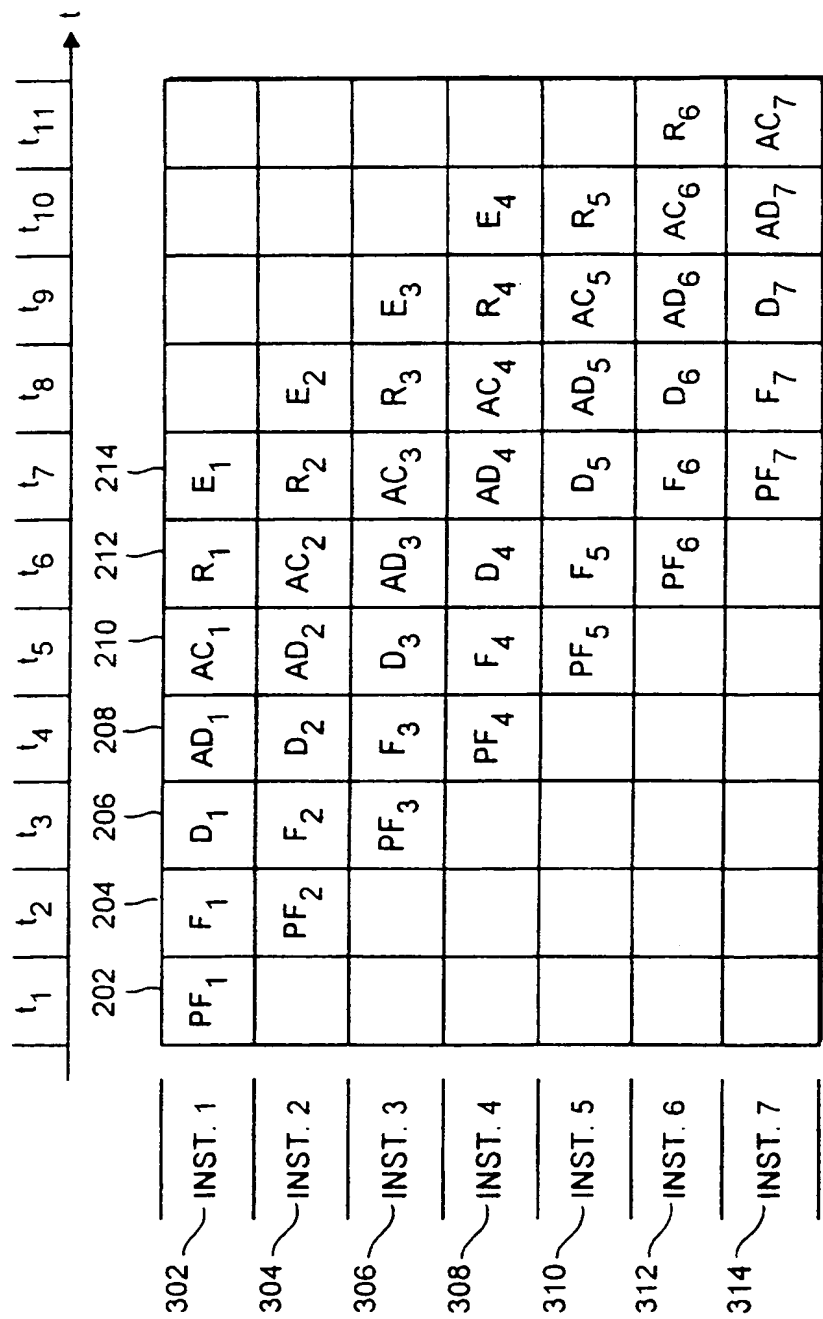 t1 t2 t3 t4 t5 t6 t7 t8 t9 t10 t11 t
202 204 206 208 210 212 214
302 INST. 1 PF1 F1 D1 AD1 AC1 R1 E1
304 INST. 2 PF2 F2 D2 AD2 AC2 R2 E2
306 INST. 3 PF3 F3 D3 AD3 AC3 R3 E3
308 INST. 4 PF4 F4 D4 AD4 AC4 R4 E4
310 INST. 5 PF5 F5 D5 AD5 AC5 R5
312 INST. 6 PF6 F6 D6 AD6 AC6 R6
314 INST. 7 PF7 F7 D7 AD7 AC7